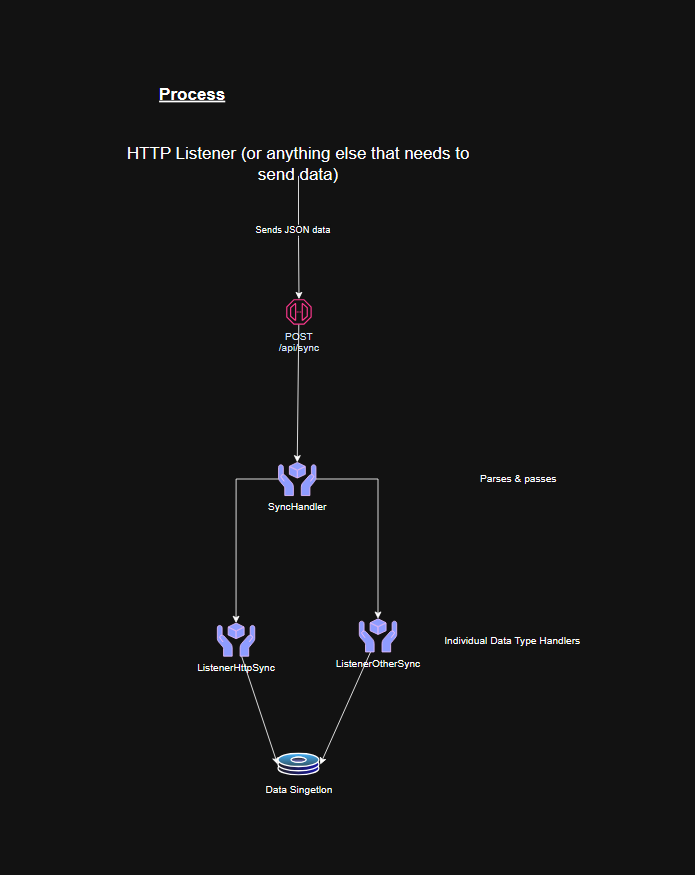 Process
HTTP Listener (or anything else that needs to
send data)
Sends JSON data
POST
/api/sync
Parses & passes
SyncHandler
Individual Data Type Handlers
ListenerHttpSync
ListenerOtherSync
Data Singetlon